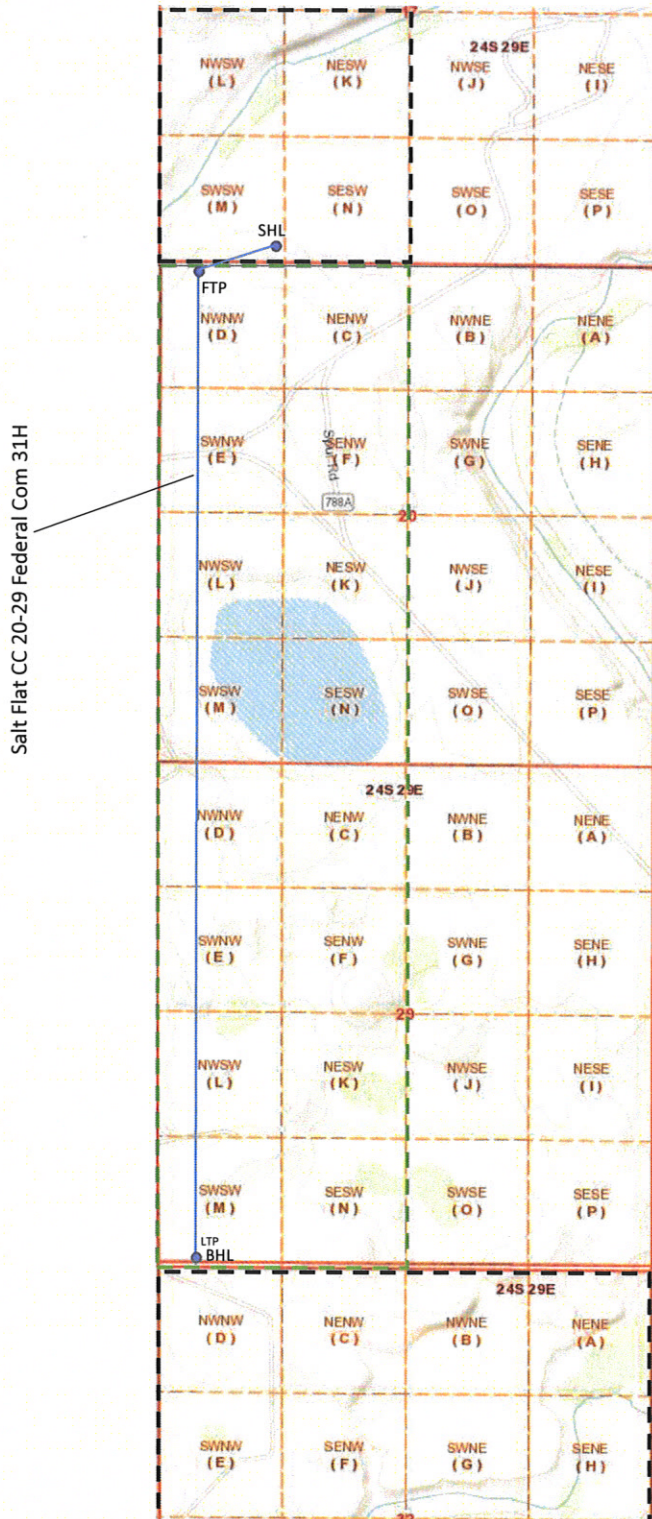 17
24S 29E
NWSW
(L)
NESW
(K)
NWSE
(J)
NESE
(I)
SWSW
(M)
SESW
(N)
SWSE
(O)
SESE
(P)
SHL
FTP
NWNW
(D)
NENW
(C)
NWNE
(B)
NENE
(A)
Salt Flat CC 20-29 Federal Com 31H
SWNW
(E)
SENW
(F)
SWNE
(G)
SENE
(H)
Spur Rd
788A
20
NWSW
(L)
NESW
(K)
NWSE
(J)
NESE
(I)
SWSW
(M)
SESW
(N)
SWSE
(O)
SESE
(P)
24S 29E
NWNW
(D)
NENW
(C)
NWNE
(B)
NENE
(A)
SWNW
(E)
SENW
(F)
SWNE
(G)
SENE
(H)
29
NWSW
(L)
NESW
(K)
NWSE
(J)
NESE
(I)
SWSW
(M)
SESW
(N)
SWSE
(O)
SESE
(P)
LTP
BHL
24S 29E
NWNW
(D)
NENW
(C)
NWNE
(B)
NENE
(A)
SWNW
(E)
SENW
(F)
SWNE
(G)
SENE
(H)